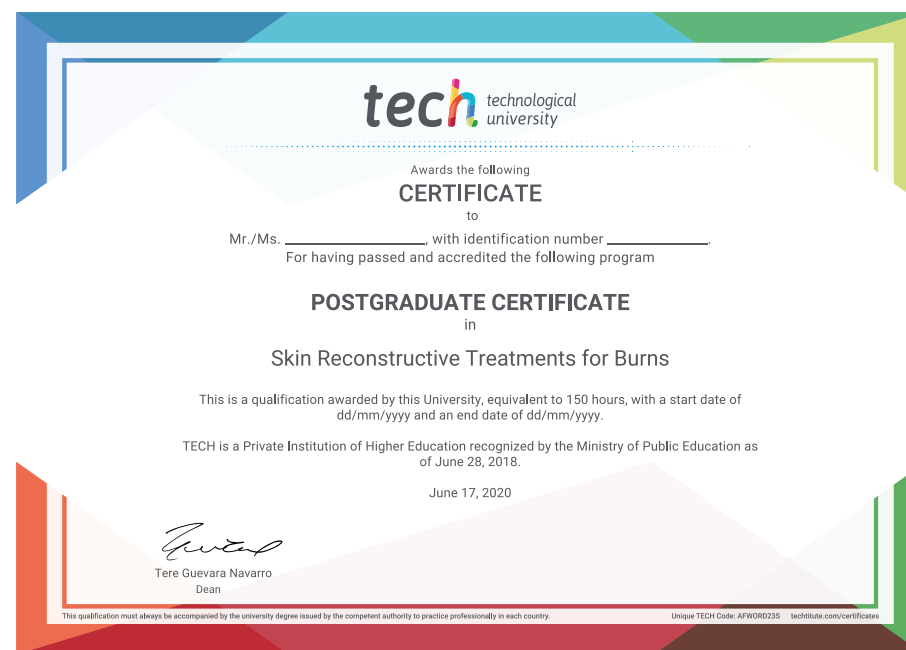 tech technological
university
Awards the following
CERTIFICATE
to
Mr./Ms. ____________, with identification number ____________.
For having passed and accredited the following program
POSTGRADUATE CERTIFICATE
in
Skin Reconstructive Treatments for Burns
This is a qualification awarded by this University, equivalent to 150 hours, with a start date of
dd/mm/yyyy and an end date of dd/mm/yyyy.
TECH is a Private Institution of Higher Education recognized by the Ministry of Public Education as
of June 28, 2018.
June 17, 2020
Tere Guevara Navarro
Dean
This qualification must always be accompanied by the university degree issued by the competent authority to practice professionally in each country.
Unique TECH Code: AFWORD23S techtitute.com/certificates